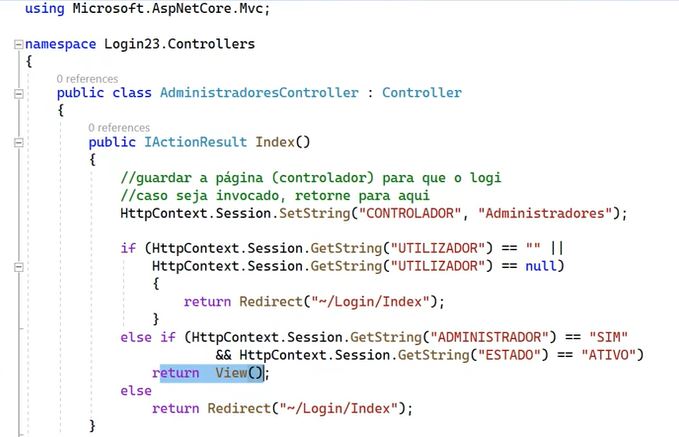 using Microsoft.AspNetCore.Mvc;
namespace Login23.Controllers
{
0 references
public class AdministradoresController : Controller
{
0 references
public IActionResult Index()
{
//guardar a página (controlador) para que o logi
//caso seja invocado, retorne para aqui
HttpContext.Session.SetString("CONTROLADOR", "Administradores");
if (HttpContext.Session.GetString("UTILIZADOR") == "" ||
HttpContext.Session.GetString("UTILIZADOR") == null)
{
return Redirect("~/Login/Index");
}
else if (HttpContext.Session.GetString("ADMINISTRADOR") == "SIM"
&& HttpContext.Session.GetString("ESTADO") == "ATIVO")
return  View();
else
return Redirect("~/Login/Index");
}